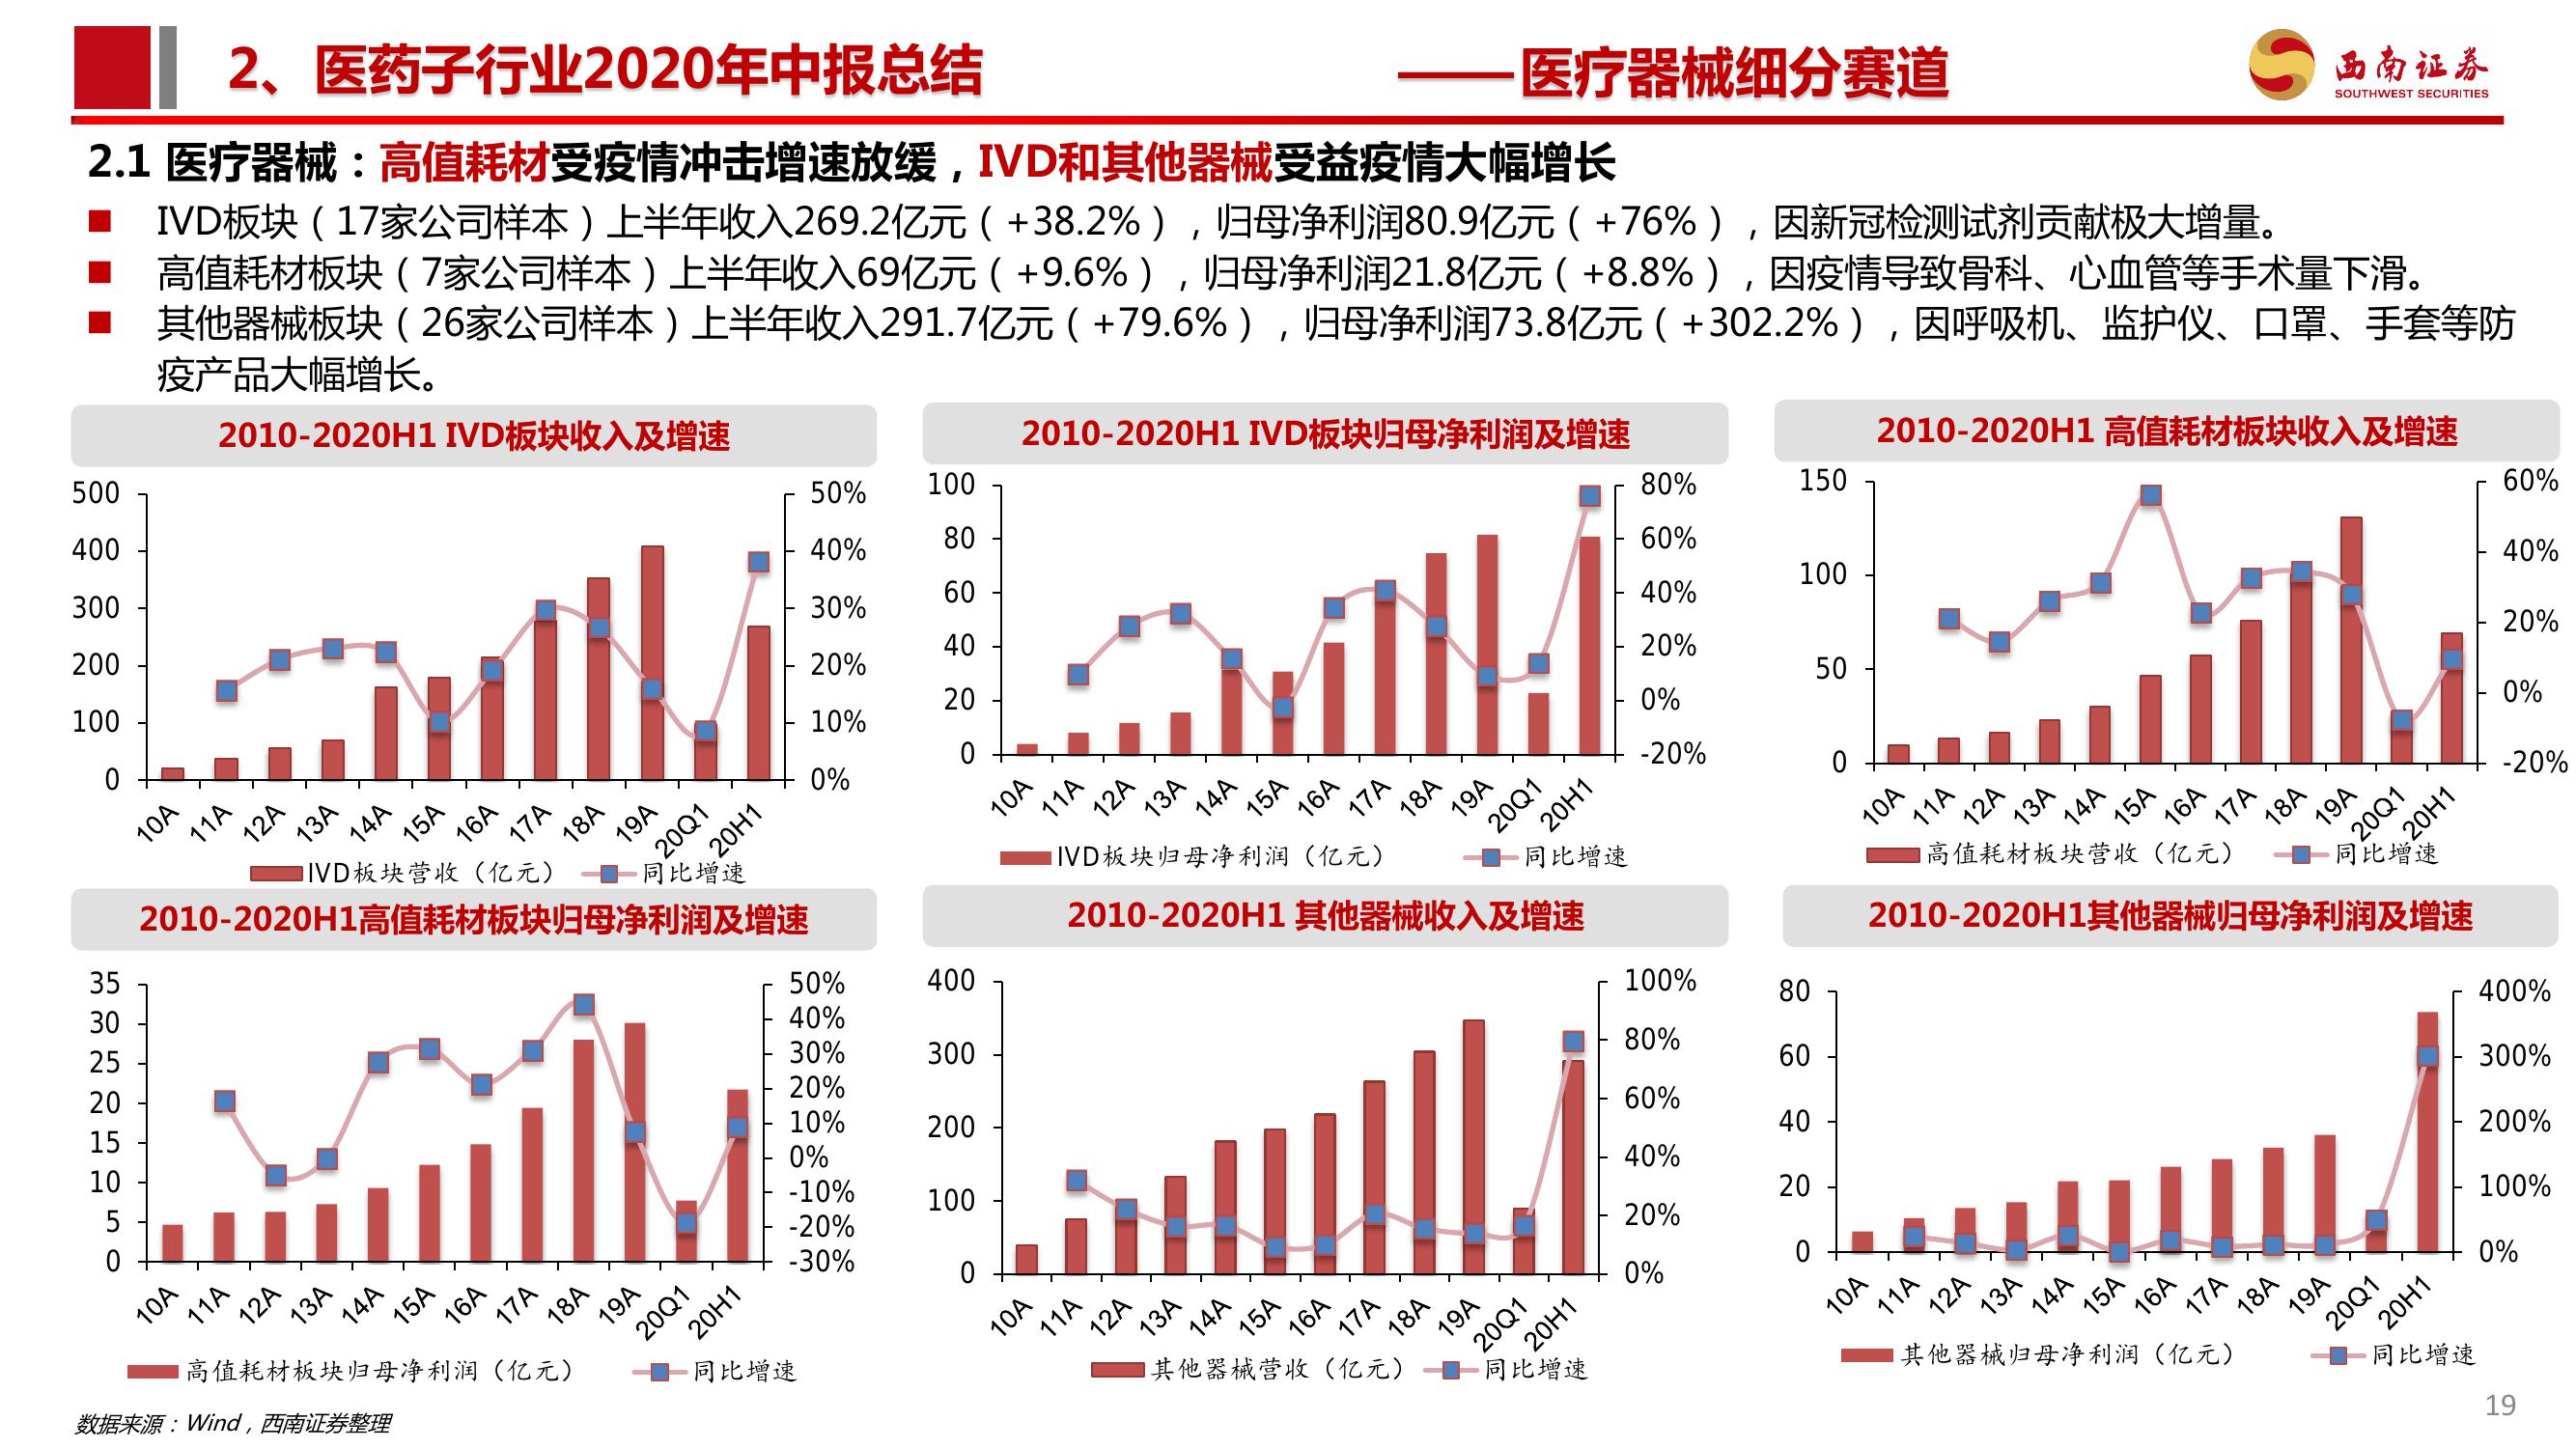 2、医药子行业2020年中报总结
——医疗器械细分赛道
西南证券
SOUTHWEST SECURITIES
2.1 医疗器械：高值耗材受疫情冲击增速放缓，IVD和其他器械受益疫情大幅增长
■ IVD板块（17家公司样本）上半年收入269.2亿元（+38.2%），归母净利润80.9亿元（+76%），因新冠检测试剂贡献极大增量。
■ 高值耗材板块（7家公司样本）上半年收入69亿元（+9.6%），归母净利润21.8亿元（+8.8%），因疫情导致骨科、心血管等手术量下滑。
■ 其他器械板块（26家公司样本）上半年收入291.7亿元（+79.6%），归母净利润73.8亿元（+302.2%），因呼吸机、监护仪、口罩、手套等防
疫产品大幅增长。
2010-2020H1 IVD板块收入及增速
500 50%
400 40%
300 30%
200 20%
100 10%
0 0%
10A 11A 12A 13A 14A 15A 16A 17A 18A 19A 20Q1 20H1
IVD板块营收（亿元） 同比增速
2010-2020H1 IVD板块归母净利润及增速
100 80%
80 60%
60 40%
40 20%
20 0%
0 -20%
10A 11A 12A 13A 14A 15A 16A 17A 18A 19A 20Q1 20H1
IVD板块归母净利润（亿元） 同比增速
2010-2020H1 高值耗材板块收入及增速
150 60%
40%
100
20%
50
0%
0 -20%
10A 11A 12A 13A 14A 15A 16A 17A 18A 19A 20Q1 20H1
高值耗材板块营收（亿元） 同比增速
2010-2020H1高值耗材板块归母净利润及增速
35 50%
30 40%
25 30%
20 20%
15 10%
0%
10 -10%
5 -20%
0 -30%
10A 11A 12A 13A 14A 15A 16A 17A 18A 19A 20Q1 20H1
高值耗材板块归母净利润（亿元） 同比增速
2010-2020H1 其他器械收入及增速
400 100%
80%
300
60%
200
40%
100 20%
0 0%
10A 11A 12A 13A 14A 15A 16A 17A 18A 19A 20Q1 20H1
其他器械营收（亿元） 同比增速
2010-2020H1其他器械归母净利润及增速
80 400%
60 300%
40 200%
20 100%
0 0%
10A 11A 12A 13A 14A 15A 16A 17A 18A 19A 20Q1 20H1
其他器械归母净利润（亿元） 同比增速
数据来源：Wind，西南证券整理
19